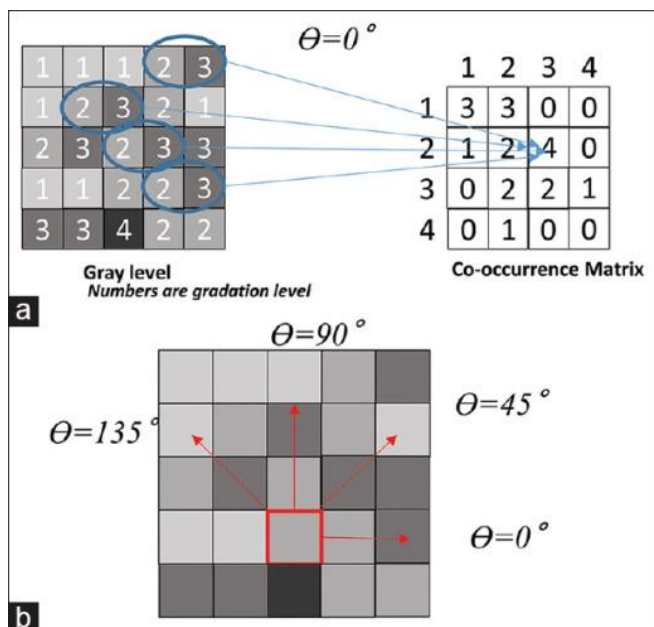 Θ=0°
1 1 1 2 3
1 2 3 2 1
2 3 2 3 3
1 1 2 2 3
3 3 4 2 2
1 2 3 4
1 3 3 0 0
2 1 2 4 0
3 0 2 2 1
4 0 1 0 0
Gray level
Numbers are gradation level
Co-occurrence Matrix
a
Θ=90°
Θ=45°
Θ=135°
Θ=0°
b